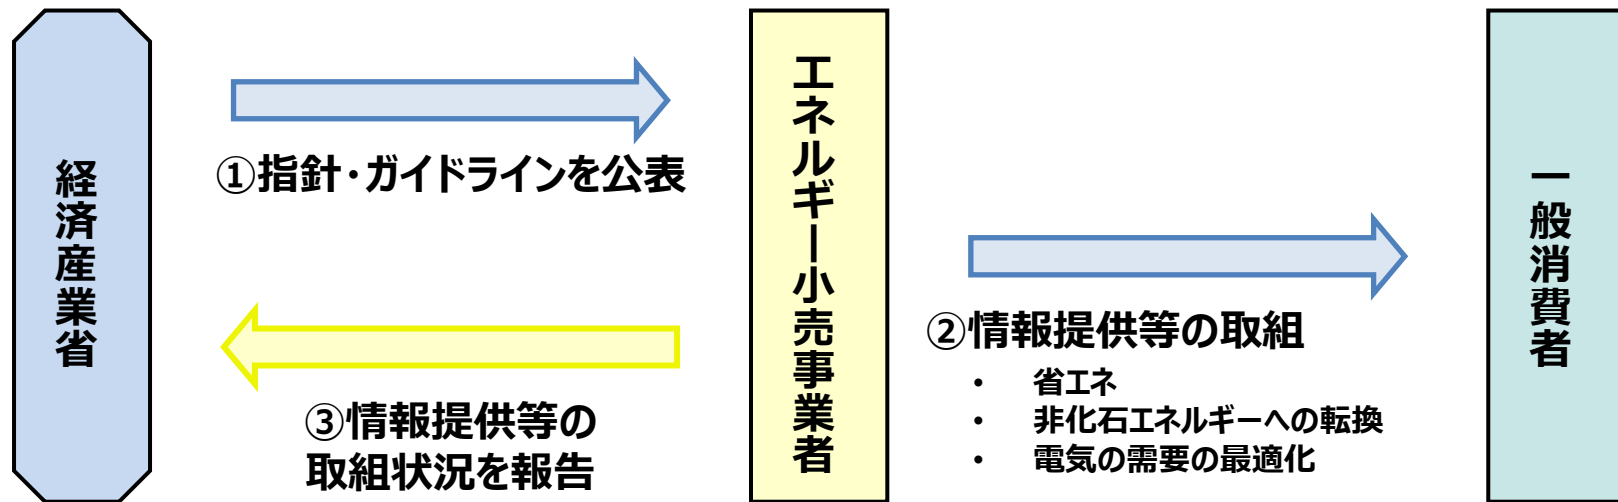 経済産業省
①指針・ガイドラインを公表
③情報提供等の
取組状況を報告
エネルギー小売事業者
②情報提供等の取組
・ 省エネ
・ 非化石エネルギーへの転換
・ 電気の需要の最適化
一般消費者